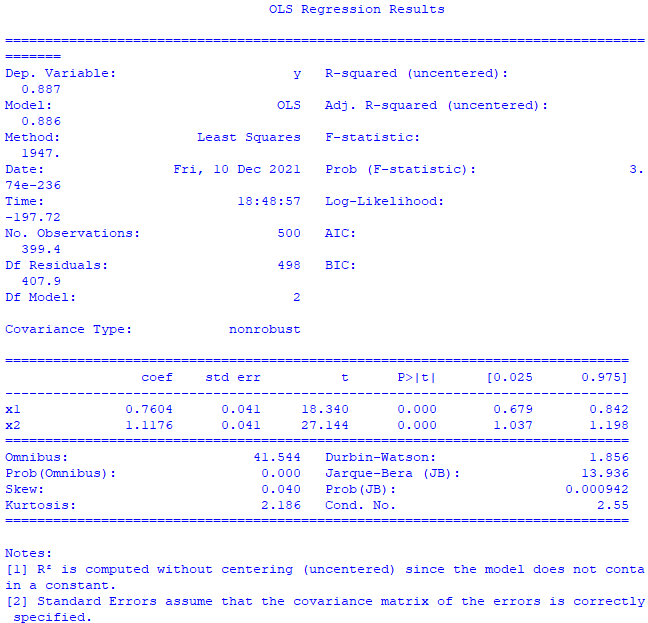 OLS Regression Results
================================================================================
=======
Dep. Variable:                      y   R-squared (uncentered):
  0.887
Model:                            OLS   Adj. R-squared (uncentered):
  0.886
Method:                 Least Squares   F-statistic:
  1947.
Date:                Fri, 10 Dec 2021   Prob (F-statistic):                   3.
74e-236
Time:                        18:48:57   Log-Likelihood:
-197.72
No. Observations:                 500   AIC:
  399.4
Df Residuals:                     498   BIC:
  407.9
Df Model:                           2
Covariance Type:            nonrobust
==============================================================================
                 coef    std err          t      P>|t|      [0.025      0.975]
------------------------------------------------------------------------------
x1             0.7604      0.041     18.340      0.000       0.679       0.842
x2             1.1176      0.041     27.144      0.000       1.037       1.198
==============================================================================
Omnibus:                       41.544   Durbin-Watson:                   1.856
Prob(Omnibus):                  0.000   Jarque-Bera (JB):               13.936
Skew:                           0.040   Prob(JB):                     0.000942
Kurtosis:                       2.186   Cond. No.                         2.55
==============================================================================
Notes:
[1] R² is computed without centering (uncentered) since the model does not conta
in a constant.
[2] Standard Errors assume that the covariance matrix of the errors is correctly
 specified.